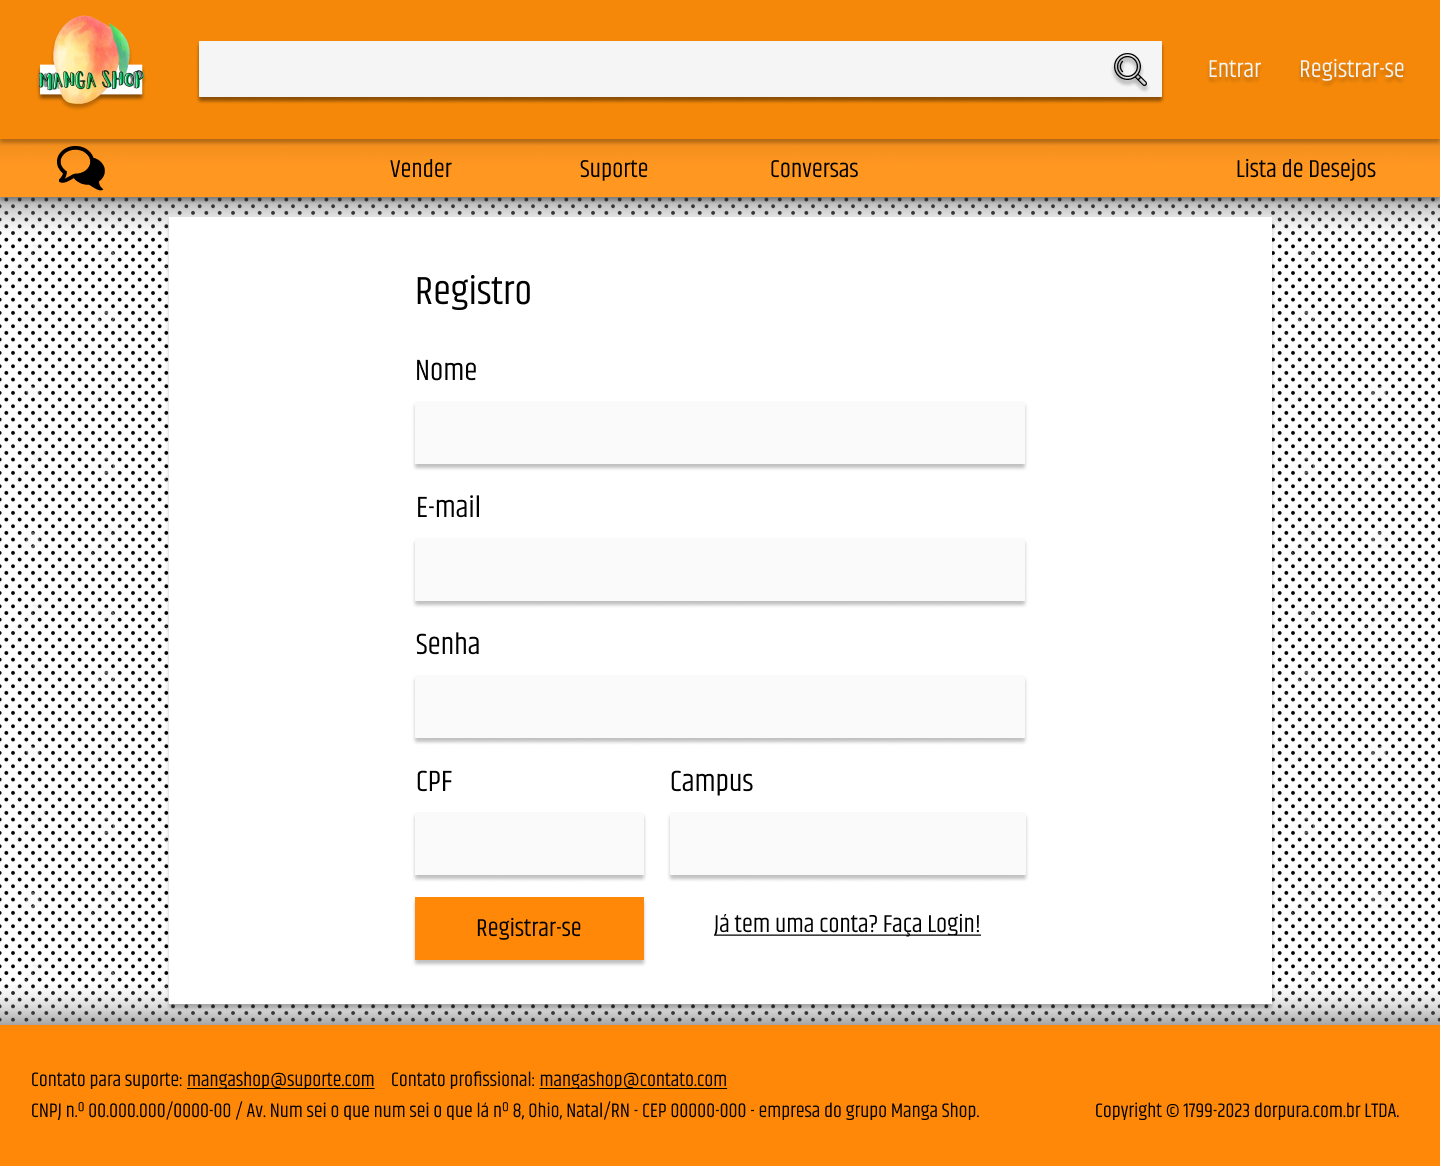 MANGA SHOP
Entrar Registrar-se
Vender Suporte Conversas Lista de Desejos
Registro
Nome
E-mail
Senha
CPF Campus
Registrar-se Já tem uma conta? Faça Login!
Contato para suporte: mangashop@suporte.com Contato profissional: mangashop@contato.com
CNPJ n.º 00.000.000/0000-00 / Av. Num sei o que num sei o que lá nº 8, Ohio, Natal/RN - CEP 00000-000 - empresa do grupo Manga Shop. Copyright © 1799-2023 dorpura.com.br LTDA.